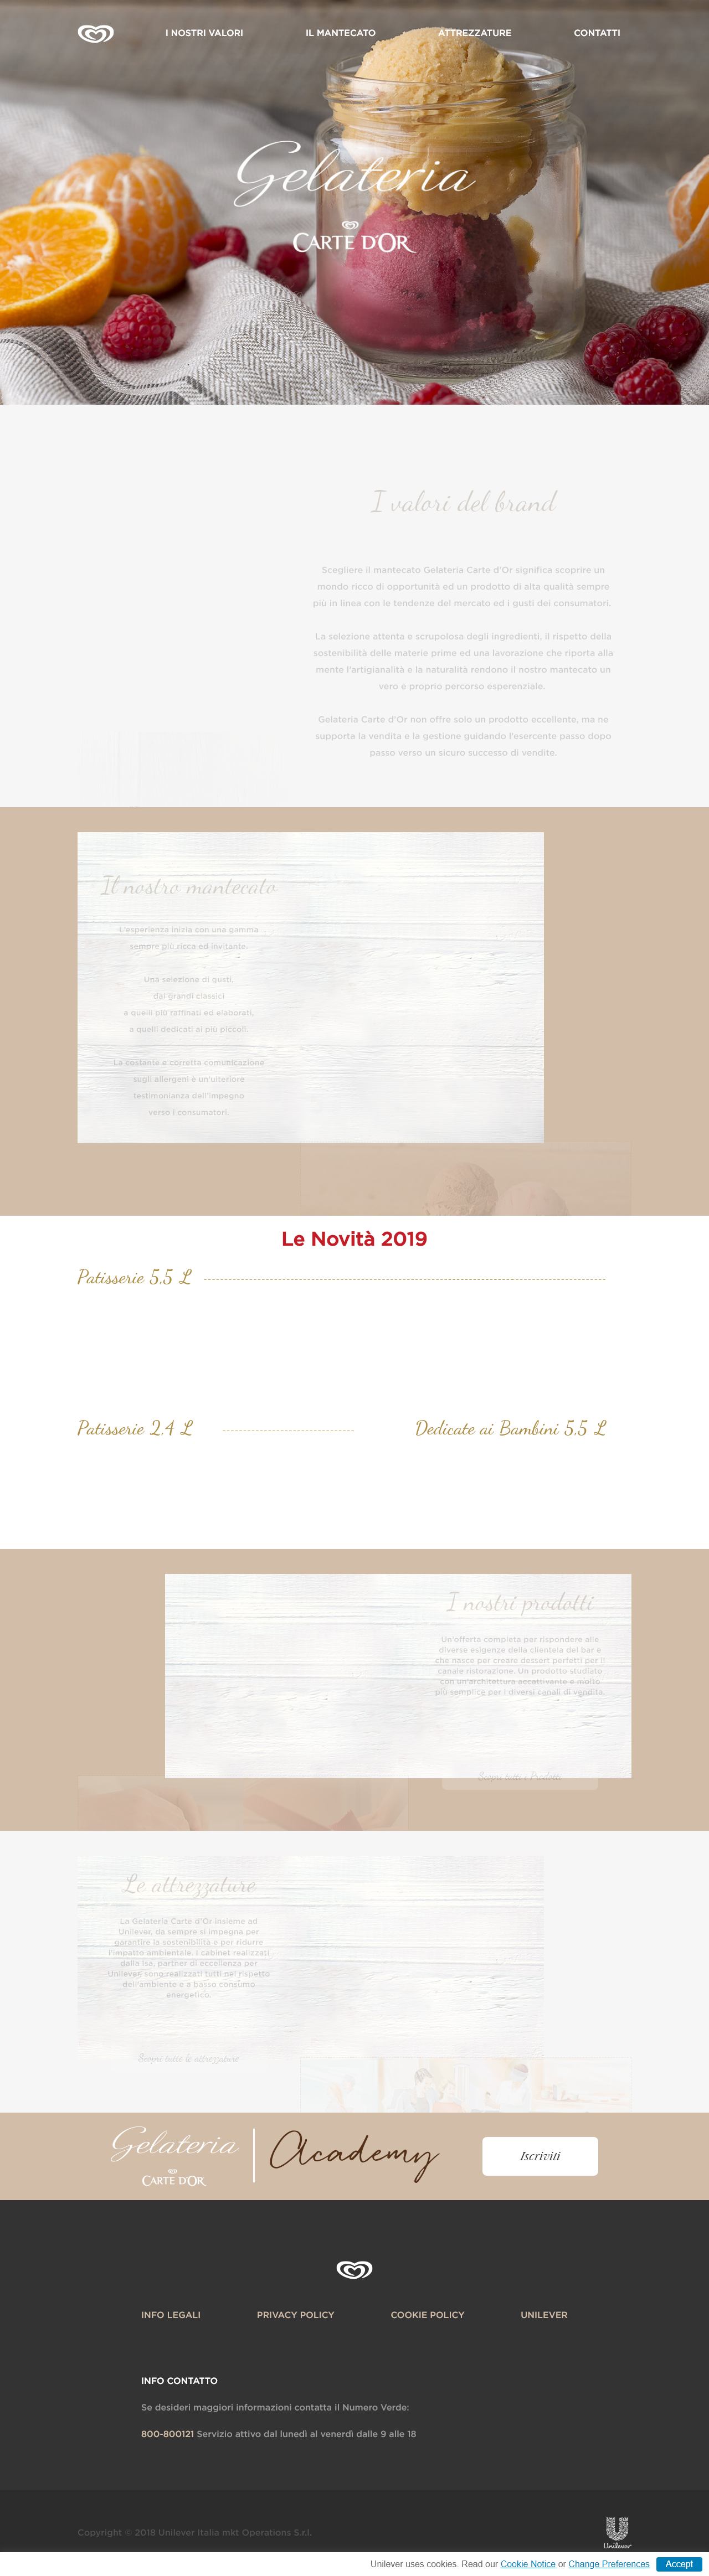 I NOSTRI VALORI
IL MANTECATO
ATTREZZATURE
CONTATTI
Gelateria
CARTE D'OR
I valori del brand
Scegliere il mantecato Gelateria Carte d'Or significa scoprire un
mondo ricco di opportunità ed un prodotto di alta qualità sempre
più in linea con le tendenze del mercato ed i gusti dei consumatori.
La selezione attenta e scrupolosa degli ingredienti, il rispetto della
sostenibilità delle materie prime ed una lavorazione che riporta alla
mente l'artigianalità e la naturalità rendono il nostro mantecato un
vero e proprio percorso esperenziale.
Gelateria Carte d'Or non offre solo un prodotto eccellente, ma ne
supporta la vendita e la gestione guidando l'esercente passo dopo
passo verso un sicuro successo di vendite.
Il nostro mantecato
L'esperienza inizia con una gamma
sempre più ricca ed invitante.
Una selezione di gusti,
dai grandi classici
a quelli più raffinati ed elaborati,
a quelli dedicati ai più piccoli.
La costante e corretta comunicazione
sugli allergeni è un'ulteriore
testimonianza dell'impegno
verso i consumatori.
Le Novità 2019
Patisserie 5,5 L
Patisserie 2,4 L
Dedicate ai Bambini 5,5 L
I nostri prodotti
Un'offerta completa per rispondere alle
diverse esigenze della clientela del bar e
che nasce per creare dessert perfetti per il
canale ristorazione. Un prodotto studiato
con un'architettura accattivante e molto
più semplice per i diversi canali di vendita.
Scopri tutti i Prodotti
Le attrezzature
La Gelateria Carte d'Or insieme ad
Unilever, da sempre si impegna per
garantire la sostenibilità e per ridurre
l'impatto ambientale. I cabinet realizzati
dalla Isa, partner di eccellenza per
Unilever, sono realizzati tutti nel rispetto
dell'ambiente e a basso consumo
energetico.
Scopri tutte le attrezzature
Gelateria
CARTE D'OR
Academy
Iscriviti
INFO LEGALI
PRIVACY POLICY
COOKIE POLICY
UNILEVER
INFO CONTATTO
Se desideri maggiori informazioni contatta il Numero Verde:
800-800121 Servizio attivo dal lunedì al venerdì dalle 9 alle 18
Copyright © 2018 Unilever Italia mkt Operations S.r.l.
Unilever
Unilever uses cookies. Read our Cookie Notice or Change Preferences
Accept